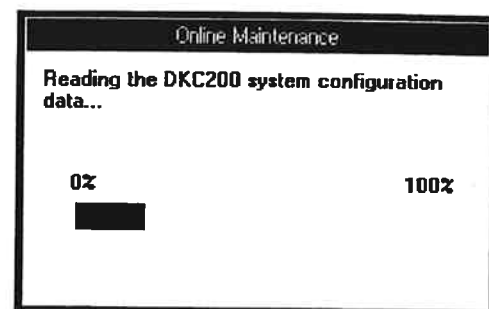 Online Maintenance
Reading the DKC200 system configuration
data...
0% 100%